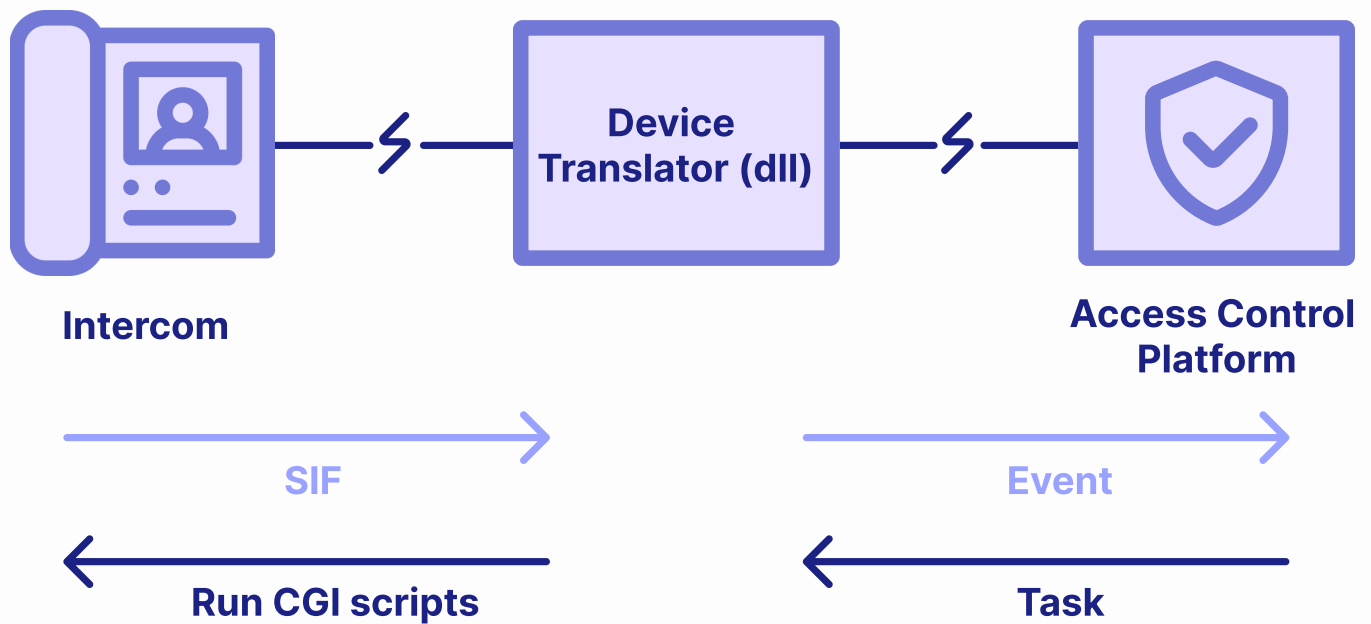 Device
Translator (dll)
Intercom
Access Control
Platform
SIF
Event
Run CGI scripts
Task